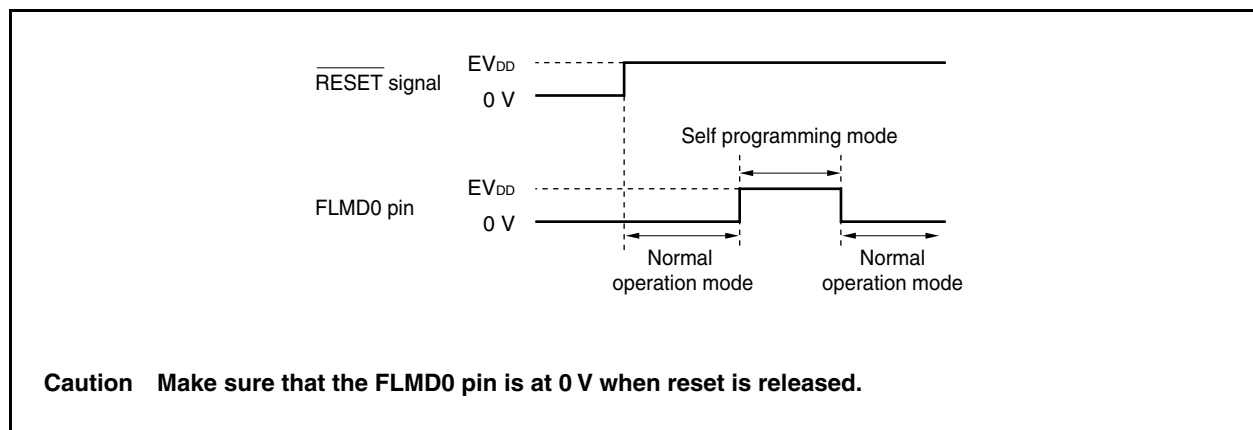 RESET signal
EVDD
0 V
Self programming mode
FLMD0 pin
EVDD
0 V
Normal
operation mode
Normal
operation mode
Caution Make sure that the FLMD0 pin is at 0 V when reset is released.